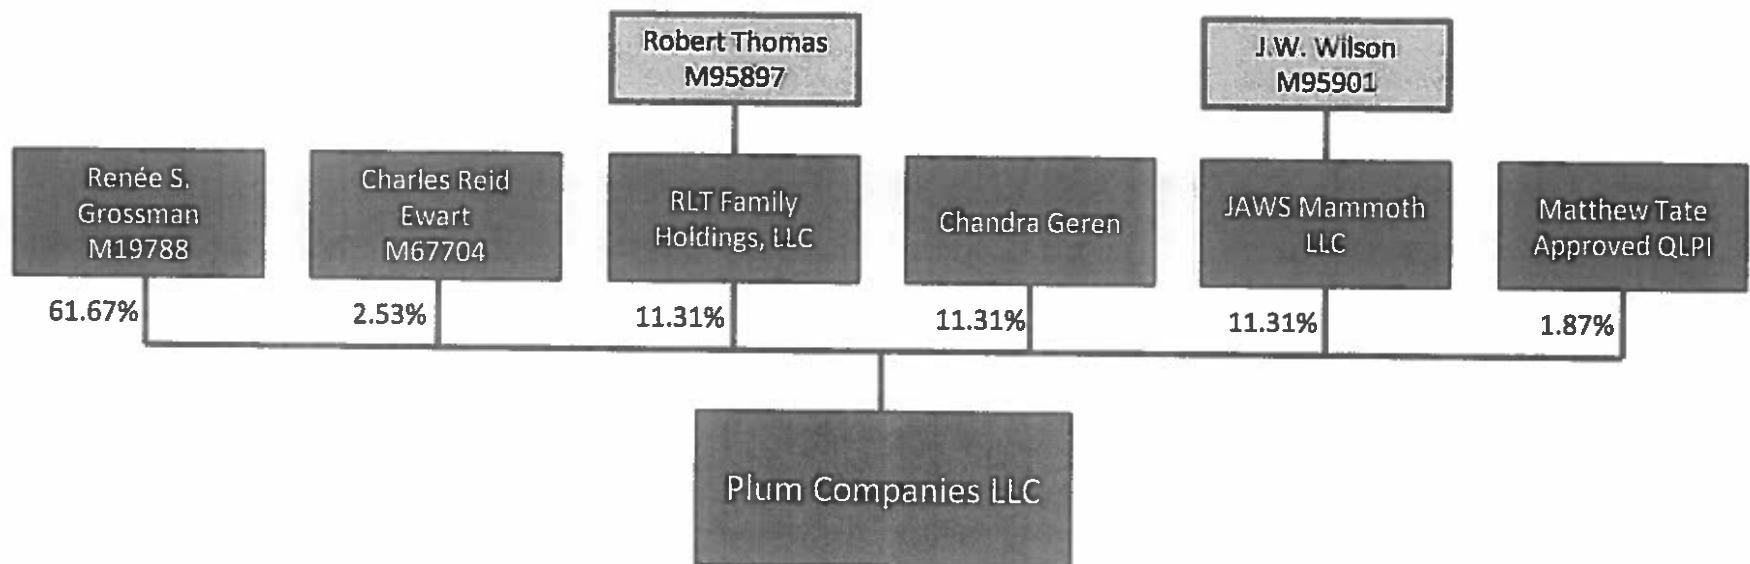 Robert Thomas
M95897
J.W. Wilson
M95901
Renée S.
Grossman
M19788
Charles Reid
Ewart
M67704
RLT Family
Holdings, LLC
Chandra Geren
JAWS Mammoth
LLC
Matthew Tate
Approved QLPI
61.67%
2.53%
11.31%
11.31%
11.31%
1.87%
Plum Companies LLC